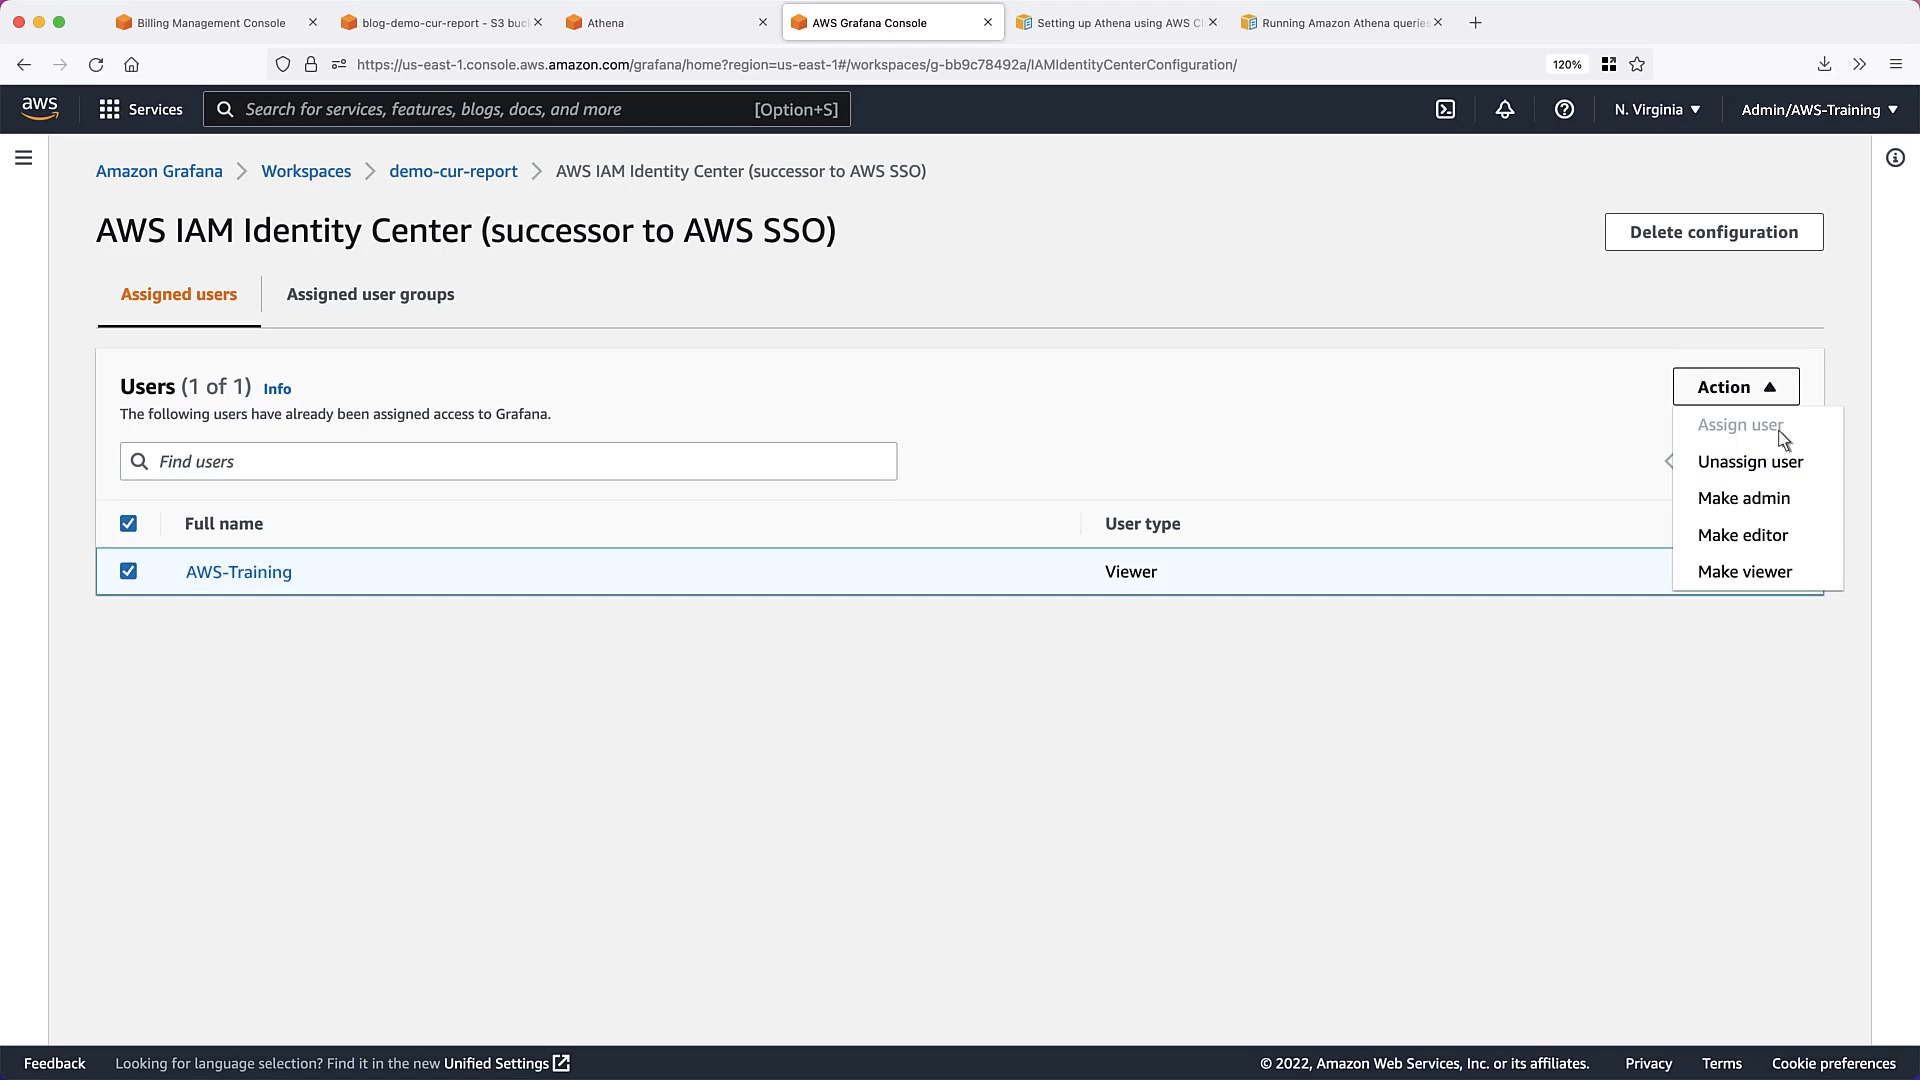 Billing Management Console
blog-demo-cur-report - S3 buc
Athena
AWS Grafana Console
Setting up Athena using AWS C
Running Amazon Athena queries
https://us-east-1.console.aws.amazon.com/grafana/home?region=us-east-1#/workspaces/g-bb9c78492a/IAMIdentityCenterConfiguration/
120%
aws
Services
Search for services, features, blogs, docs, and more
[Option+S]
N. Virginia
Admin/AWS-Training
Amazon Grafana
Workspaces
demo-cur-report
AWS IAM Identity Center (successor to AWS SSO)
AWS IAM Identity Center (successor to AWS SSO)
Delete configuration
Assigned users
Assigned user groups
Users (1 of 1) Info
Action
The following users have already been assigned access to Grafana.
Assign user
Find users
Unassign user
Make admin
Full name
User type
Make editor
AWS-Training
Viewer
Make viewer
Feedback
Looking for language selection? Find it in the new Unified Settings
© 2022, Amazon Web Services, Inc. or its affiliates.
Privacy
Terms
Cookie preferences